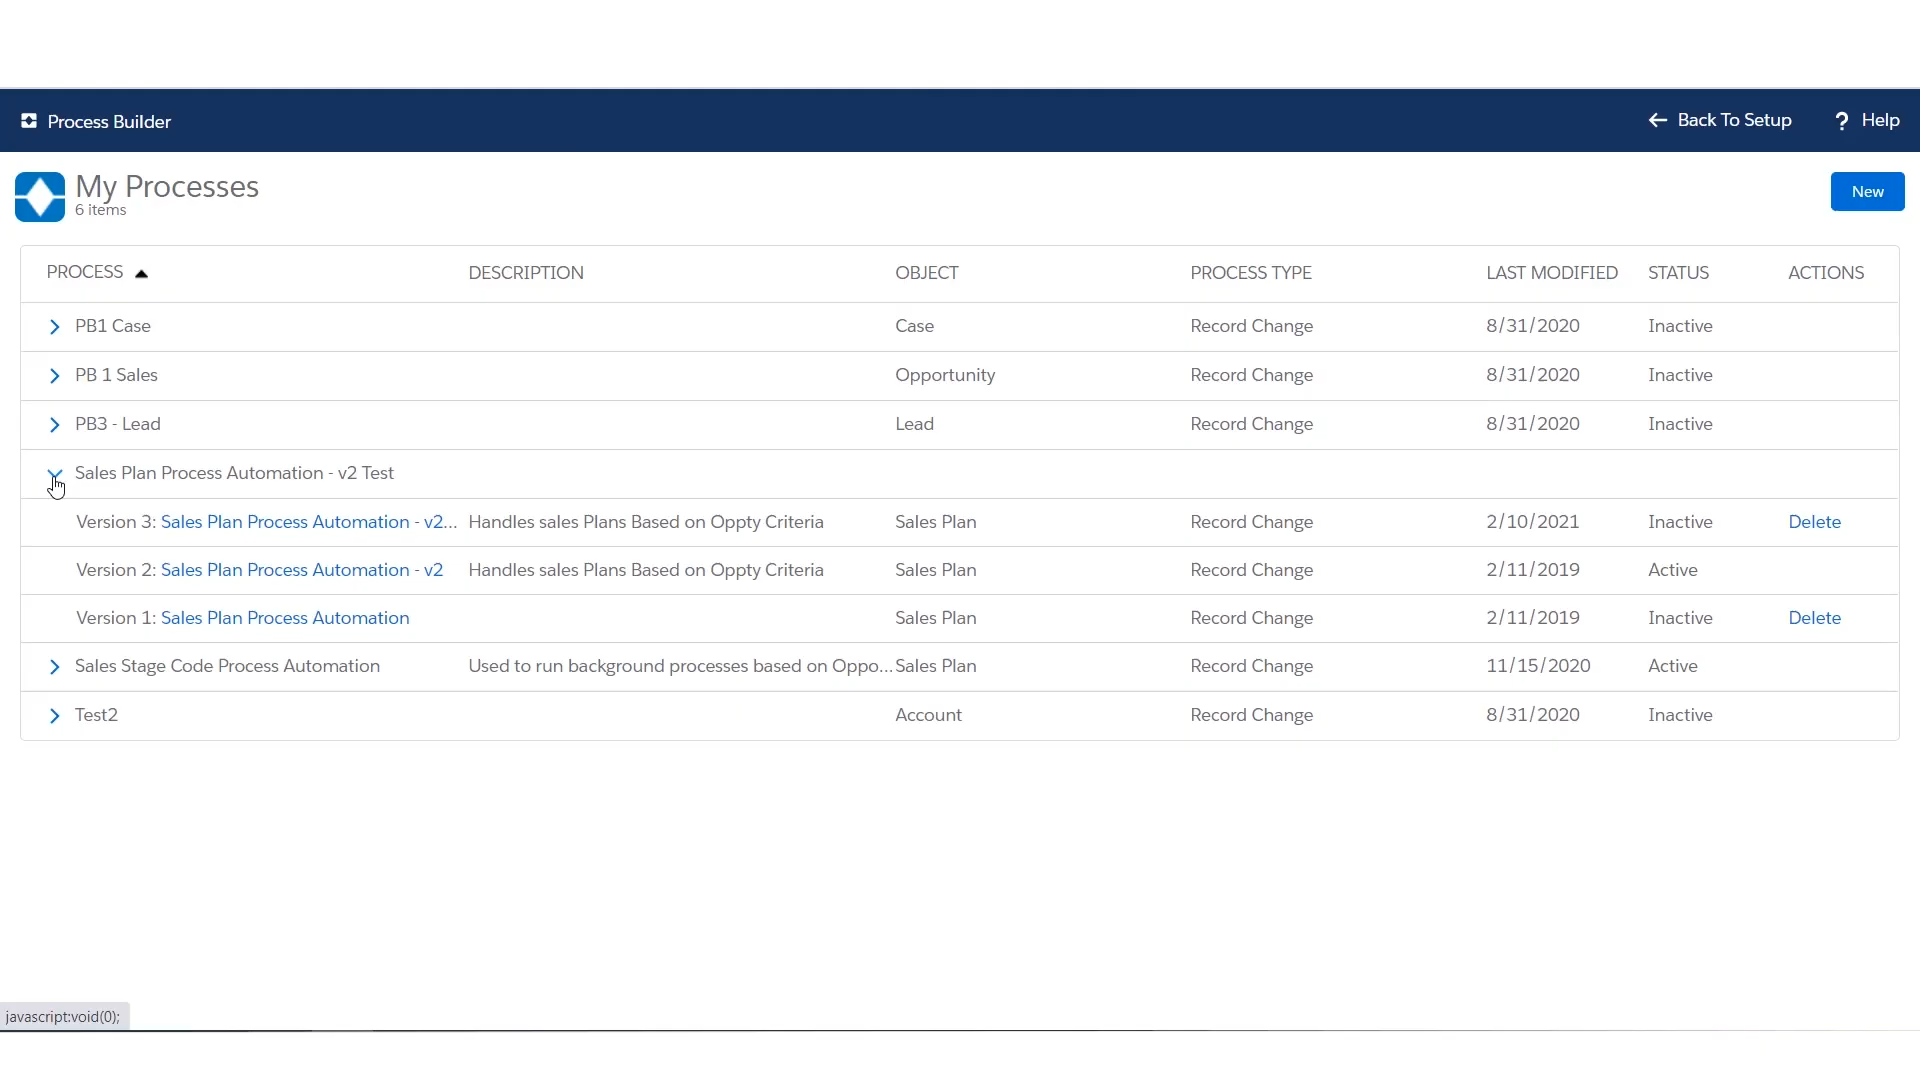 Process Builder
Back To Setup
? Help
My Processes
6 items
New
PROCESS DESCRIPTION OBJECT PROCESS TYPE LAST MODIFIED STATUS ACTIONS
PB1 Case Case Record Change 8/31/2020 Inactive
PB 1 Sales Opportunity Record Change 8/31/2020 Inactive
PB3 - Lead Lead Record Change 8/31/2020 Inactive
Sales Plan Process Automation - v2 Test
Version 3: Sales Plan Process Automation - v2... Handles sales Plans Based on Oppty Criteria Sales Plan Record Change 2/10/2021 Inactive Delete
Version 2: Sales Plan Process Automation - v2 Handles sales Plans Based on Oppty Criteria Sales Plan Record Change 2/11/2019 Active
Version 1: Sales Plan Process Automation Sales Plan Record Change 2/11/2019 Inactive Delete
Sales Stage Code Process Automation Used to run background processes based on Oppo... Sales Plan Record Change 11/15/2020 Active
Test2 Account Record Change 8/31/2020 Inactive
javascript:void(0);